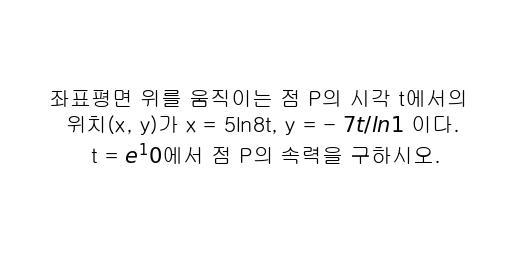 좌표평면 위를 움직이는 점 P의 시각 t에서의
위치(x, y)가 x = 5ln8t, y = − 7t/ln1 이다.
t = e¹0에서 점 P의 속력을 구하시오.